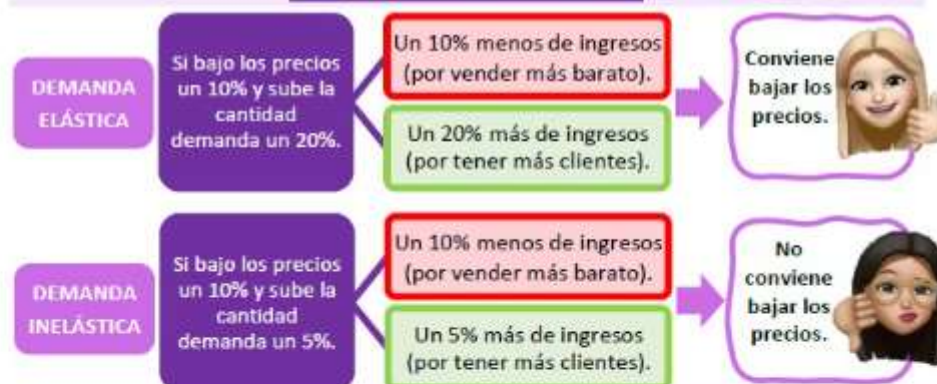 DEMANDA
ELÁSTICA
Si bajo los precios
un 10% y sube la
cantidad
demanda un 20%.
Un 10% menos de ingresos
(por vender más barato).
Un 20% más de ingresos
(por tener más clientes).
Conviene
bajar los
precios.
DEMANDA
INELÁSTICA
Si bajo los precios
un 10% y sube la
cantidad
demanda un 5%.
Un 10% menos de ingresos
(por vender más barato).
Un 5% más de ingresos
(por tener más clientes).
No
conviene
bajar los
precios.